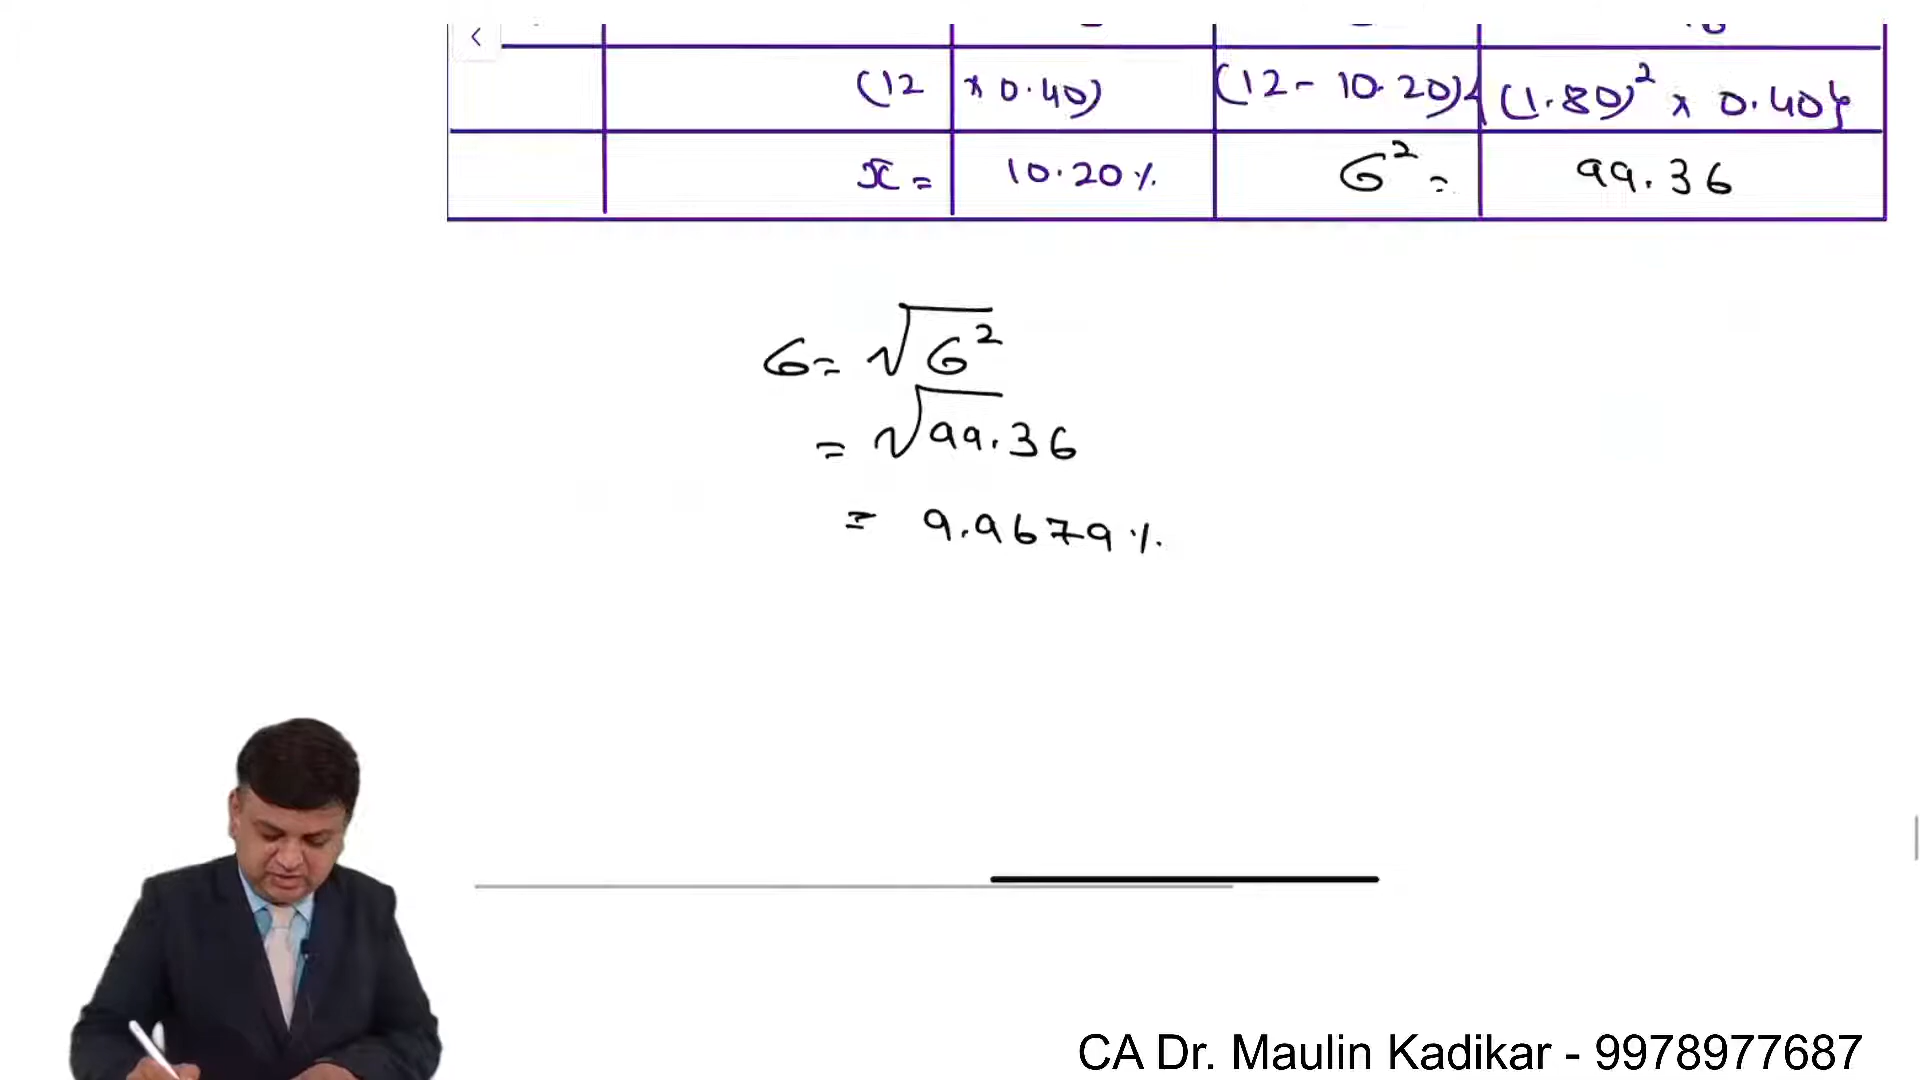 (12 × 0.40) (12 - 10.20) {(1.80)² × 0.40}
x = 10.20% σ² = 99.36
σ = √σ²
= √99.36
= 9.9679%
CA Dr. Maulin Kadikar - 9978977687